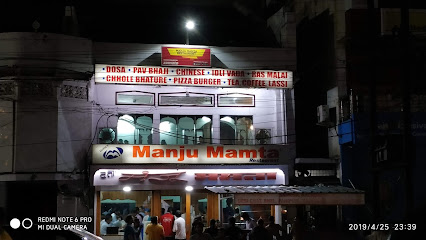 • DOSA • PAV BHAJI • CHINESE • IDLI VADA • RAS MALAI
• CHHOLE BHATURE • PIZZA BURGER • TEA COFFEE LASSI
Manju Mamta
REDMI NOTE 6 PRO
MI DUAL CAMERA
2019/4/25 23:39